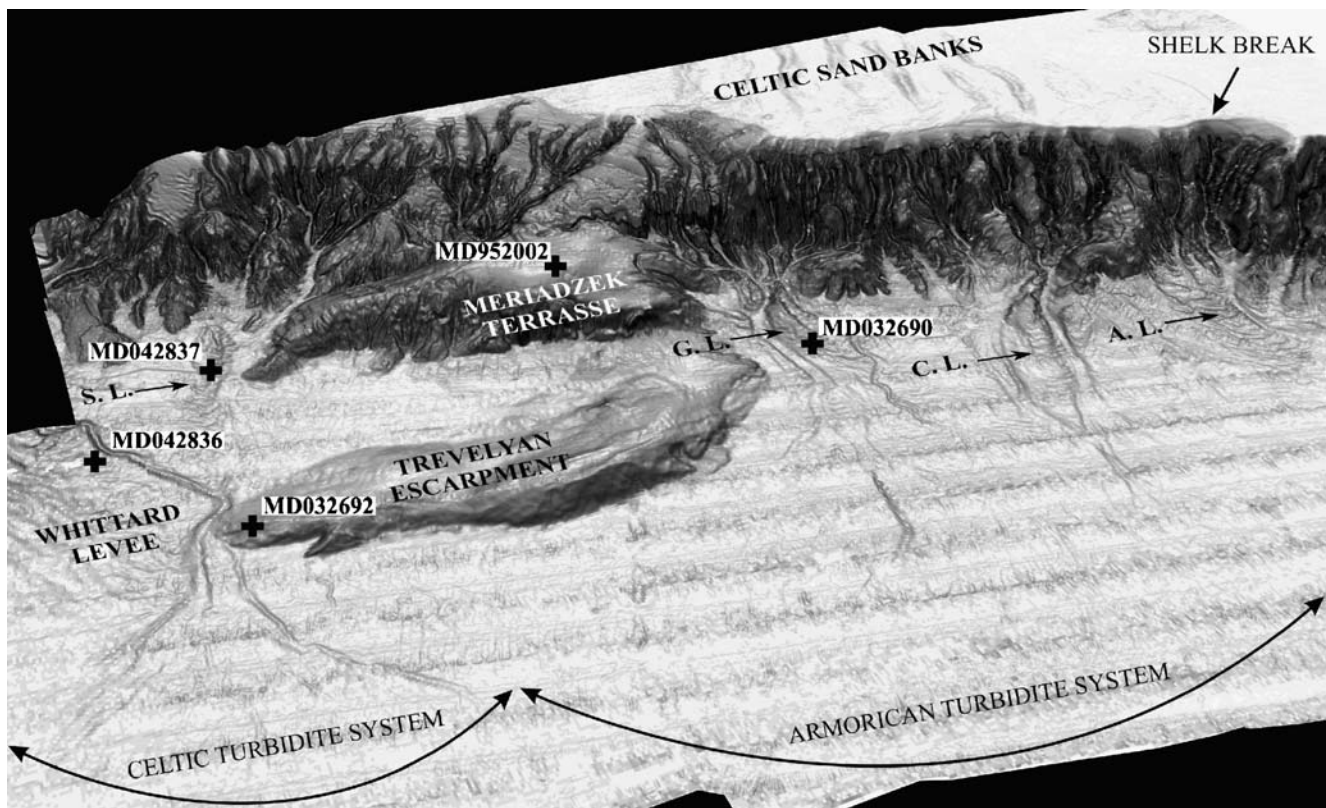 CELTIC SAND BANKS
SHELK BREAK
MD952002
MERIADZEK
TERRASSE
MD032690
G. L.
C. L.
A. L.
MD042837
S. L.
MD042836
TREVELYAN
ESCARPMENT
MD032692
WHITTARD
LEVEE
CELTIC TURBIDITE SYSTEM
ARMORICAN TURBIDITE SYSTEM